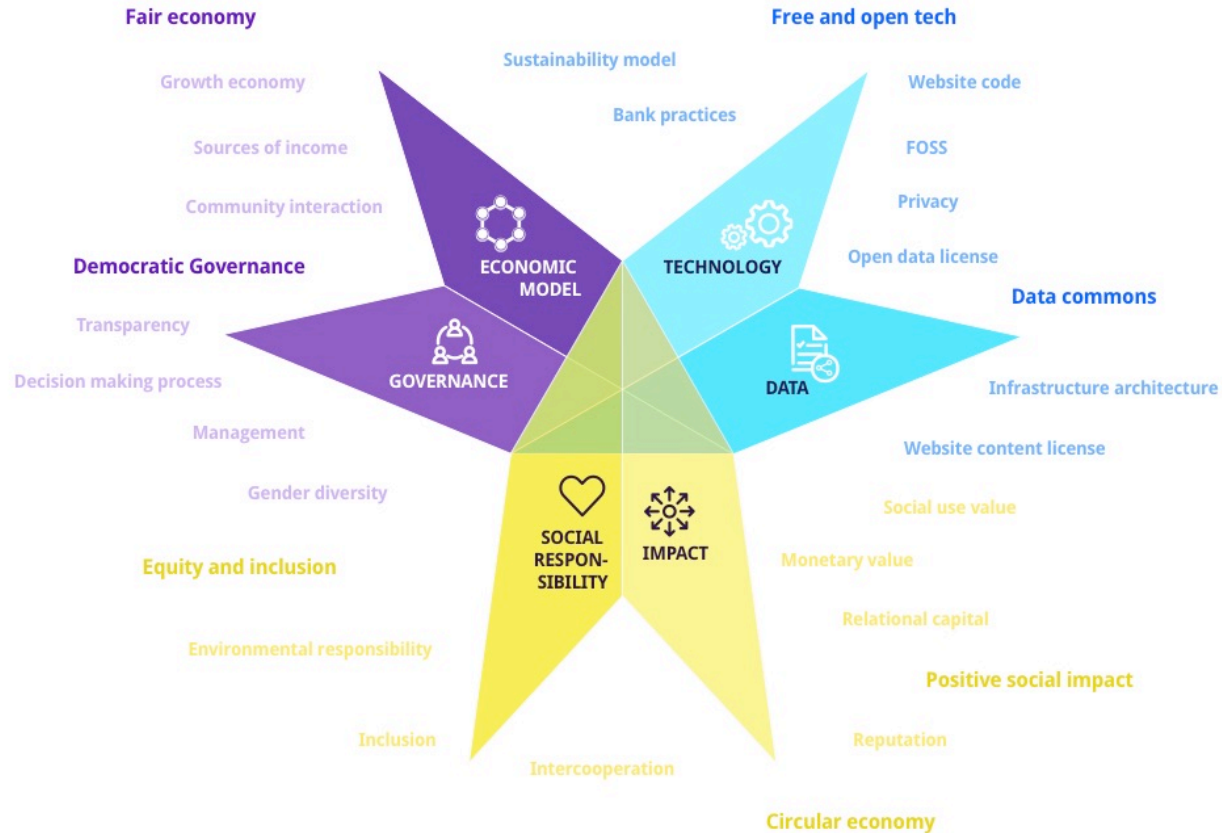 Fair economy
Free and open tech
Sustainability model
Growth economy
Website code
Bank practices
Sources of income
FOSS
Privacy
Community interaction
Open data license
Democratic Governance
ECONOMIC
MODEL
TECHNOLOGY
Data commons
Transparency
Decision making process
GOVERNANCE
DATA
Infrastructure architecture
Management
Website content license
Gender diversity
Social use value
SOCIAL
RESPON-
SIBILITY
IMPACT
Monetary value
Equity and inclusion
Relational capital
Environmental responsibility
Positive social impact
Inclusion
Reputation
Intercooperation
Circular economy